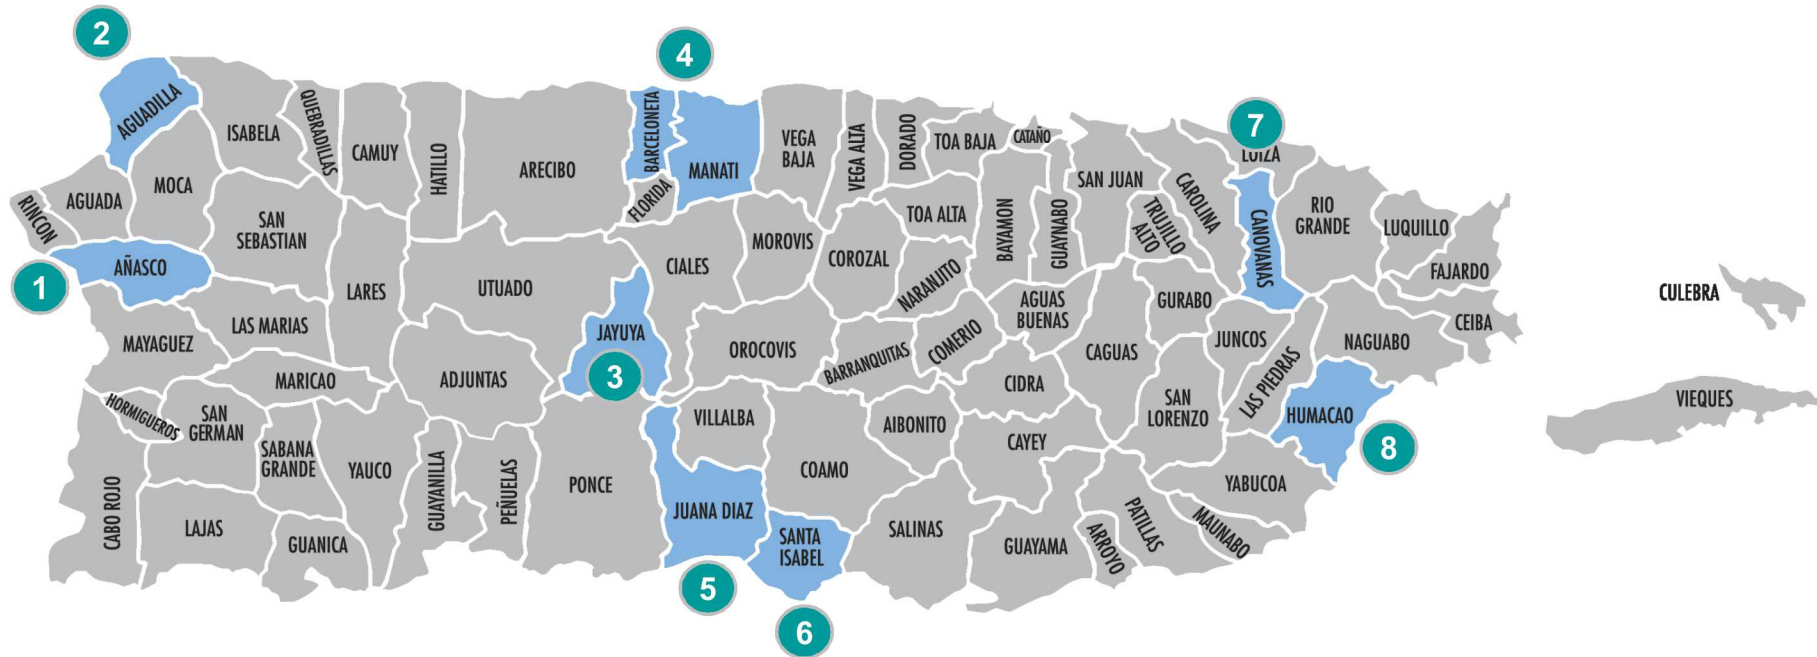 2
4
7
AGUADILLA
ISABELA
QUEBRADILLAS
CAMUY
HATILLO
ARECIBO
BARCELONETA
MANATI
VEGA
BAJA
VEGA ALTA
DORADO
TOA BAJA
CATAÑO
LOIZA
RINCON
AGUADA
MOCA
SAN
SEBASTIAN
FLORIDA
MOROVIS
COROZAL
TOA ALTA
NARANJITO
BAYAMON
GUAYNABO
SAN JUAN
TRUJILLO
ALTO
CAROLINA
CANOVANAS
RIO
GRANDE
LUQUILLO
FAJARDO
CEIBA
CULEBRA
1
AÑASCO
LARES
UTUADO
CIALES
MAYAGUEZ
LAS MARIAS
JAYUYA
3
OROCOVIS
BARRANQUITAS
COMERIO
AGUAS
BUENAS
GURABO
CAGUAS
JUNCOS
LAS PIEDRAS
NAGUABO
MARICAO
ADJUNTAS
CIDRA
SAN
LORENZO
HUMACAO
8
VIEQUES
HORMIGUEROS
SAN
GERMAN
SABANA
GRANDE
YAUCO
GUAYANILLA
PEÑUELAS
PONCE
VILLALBA
COAMO
AIBONITO
CAYEY
YABUCOA
CABO ROJO
LAJAS
GUANICA
JUANA DIAZ
SANTA
ISABEL
SALINAS
GUAYAMA
ARROYO
PATILLAS
MAUNABO
5
6